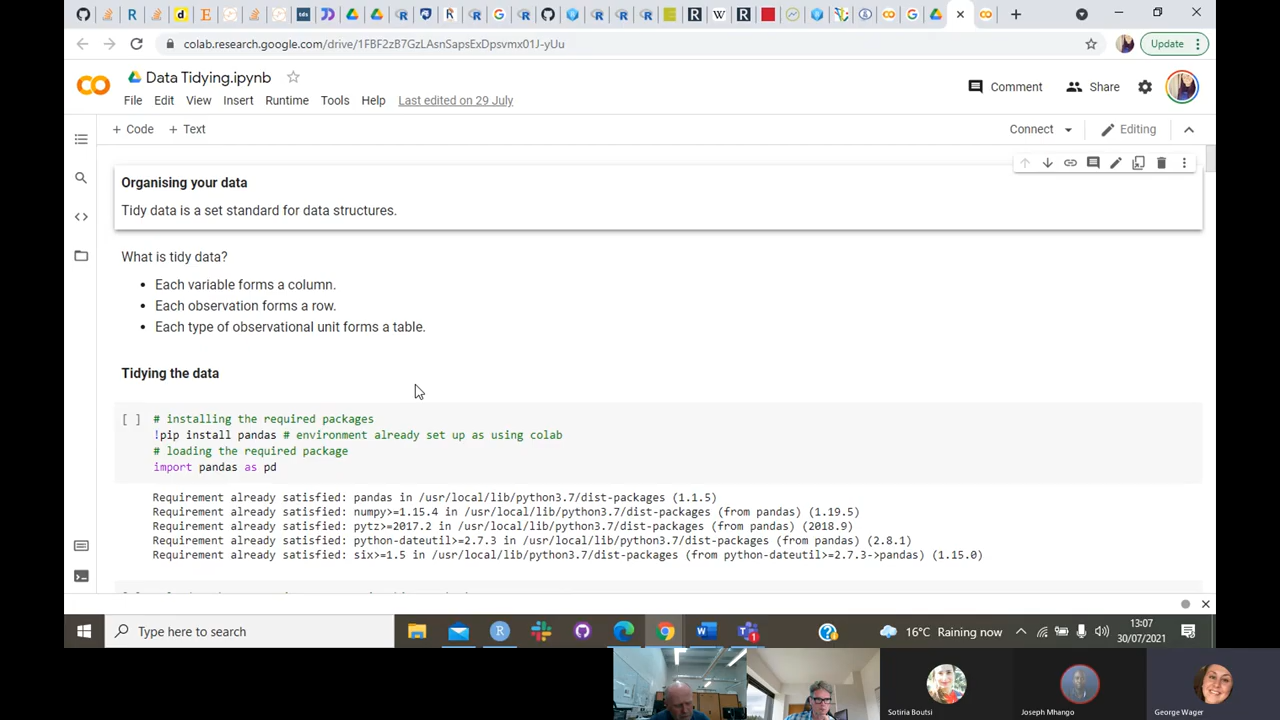 colab.research.google.com/drive/1FBF2zB7GzLAsnSapsExDpsvmx01J-yUu
Update
Data Tidying.ipynb
File Edit View Insert Runtime Tools Help Last edited on 29 July
Comment Share
+ Code + Text
Connect Editing
Organising your data
Tidy data is a set standard for data structures.
What is tidy data?
• Each variable forms a column.
• Each observation forms a row.
• Each type of observational unit forms a table.
Tidying the data
[ ] # installing the required packages
!pip install pandas # environment already set up as using colab
# loading the required package
import pandas as pd
Requirement already satisfied: pandas in /usr/local/lib/python3.7/dist-packages (1.1.5)
Requirement already satisfied: numpy>=1.15.4 in /usr/local/lib/python3.7/dist-packages (from pandas) (1.19.5)
Requirement already satisfied: pytz>=2017.2 in /usr/local/lib/python3.7/dist-packages (from pandas) (2018.9)
Requirement already satisfied: python-dateutil>=2.7.3 in /usr/local/lib/python3.7/dist-packages (from pandas) (2.8.1)
Requirement already satisfied: six>=1.5 in /usr/local/lib/python3.7/dist-packages (from python-dateutil>=2.7.3->pandas) (1.15.0)
Type here to search
16°C Raining now
13:07
30/07/2021
Sotiria Boutsi
Joseph Mhango
George Wager